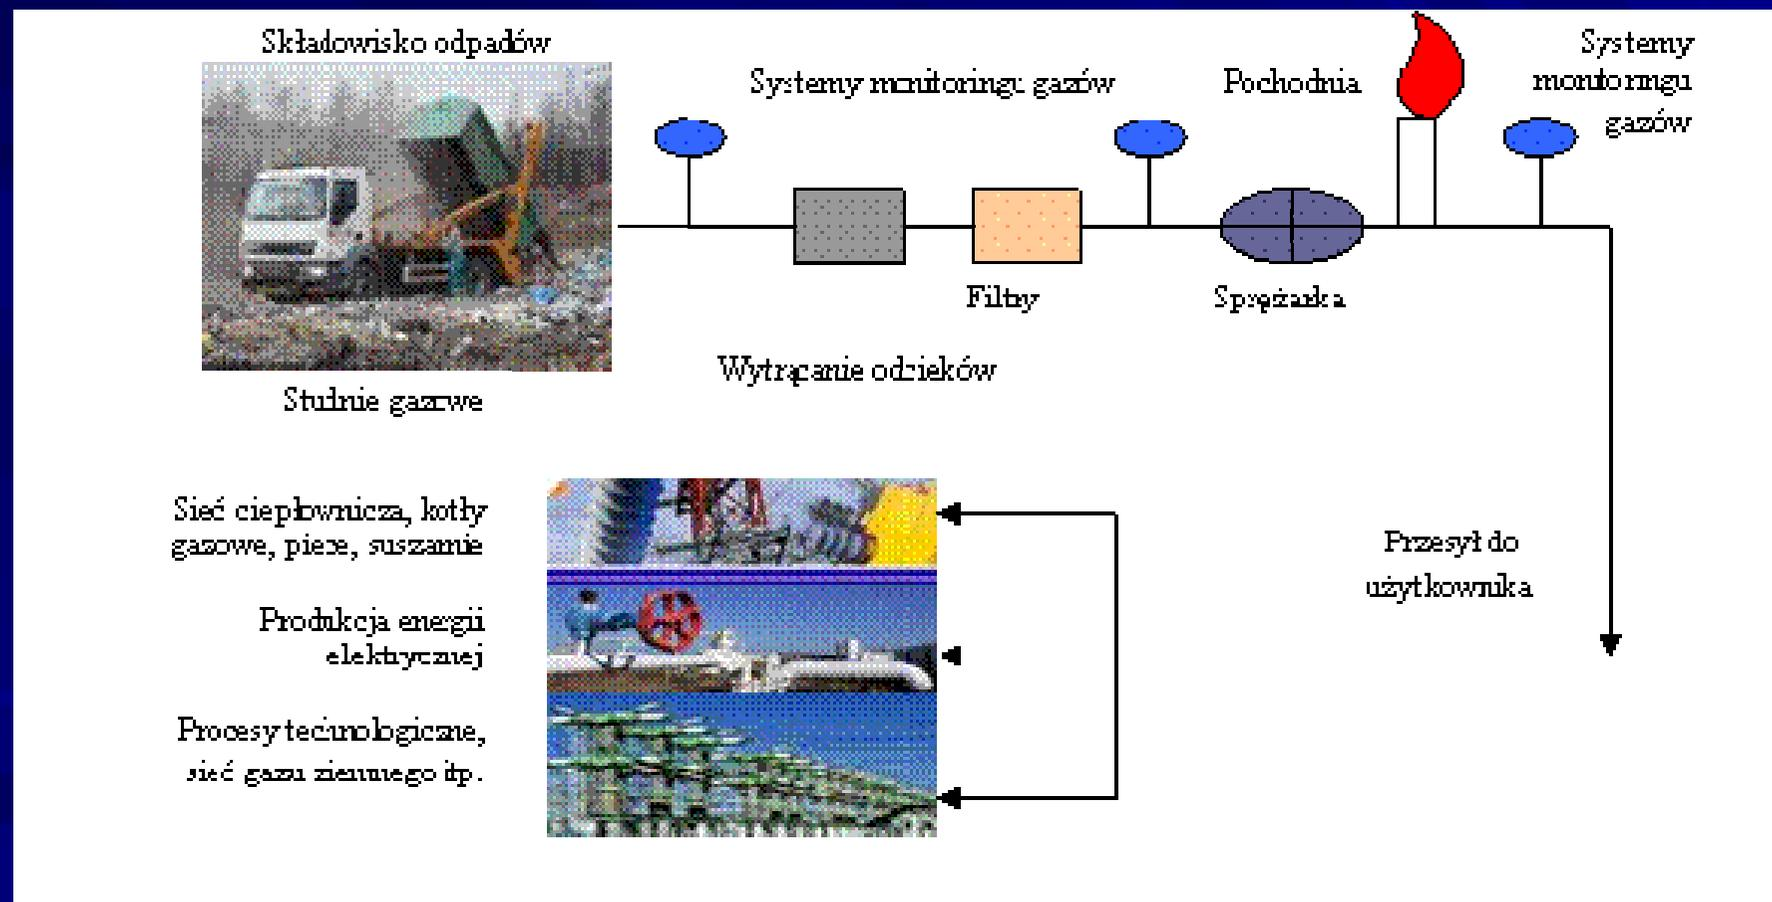 Składowisko odpadów
Systemy monitoringu gazów
Pochodnia
Systemy
monitoringu
gazów
Filtry
Sprężarka
Wytrącanie odcieków
Studnie gazowe
Sieć ciepłownicza, kotły
gazowe, piece, suszarnie
Produkcja energii
elektrycznej
Procesy technologiczne,
sieć gazu ziemnego itp.
Przesył do
użytkownika